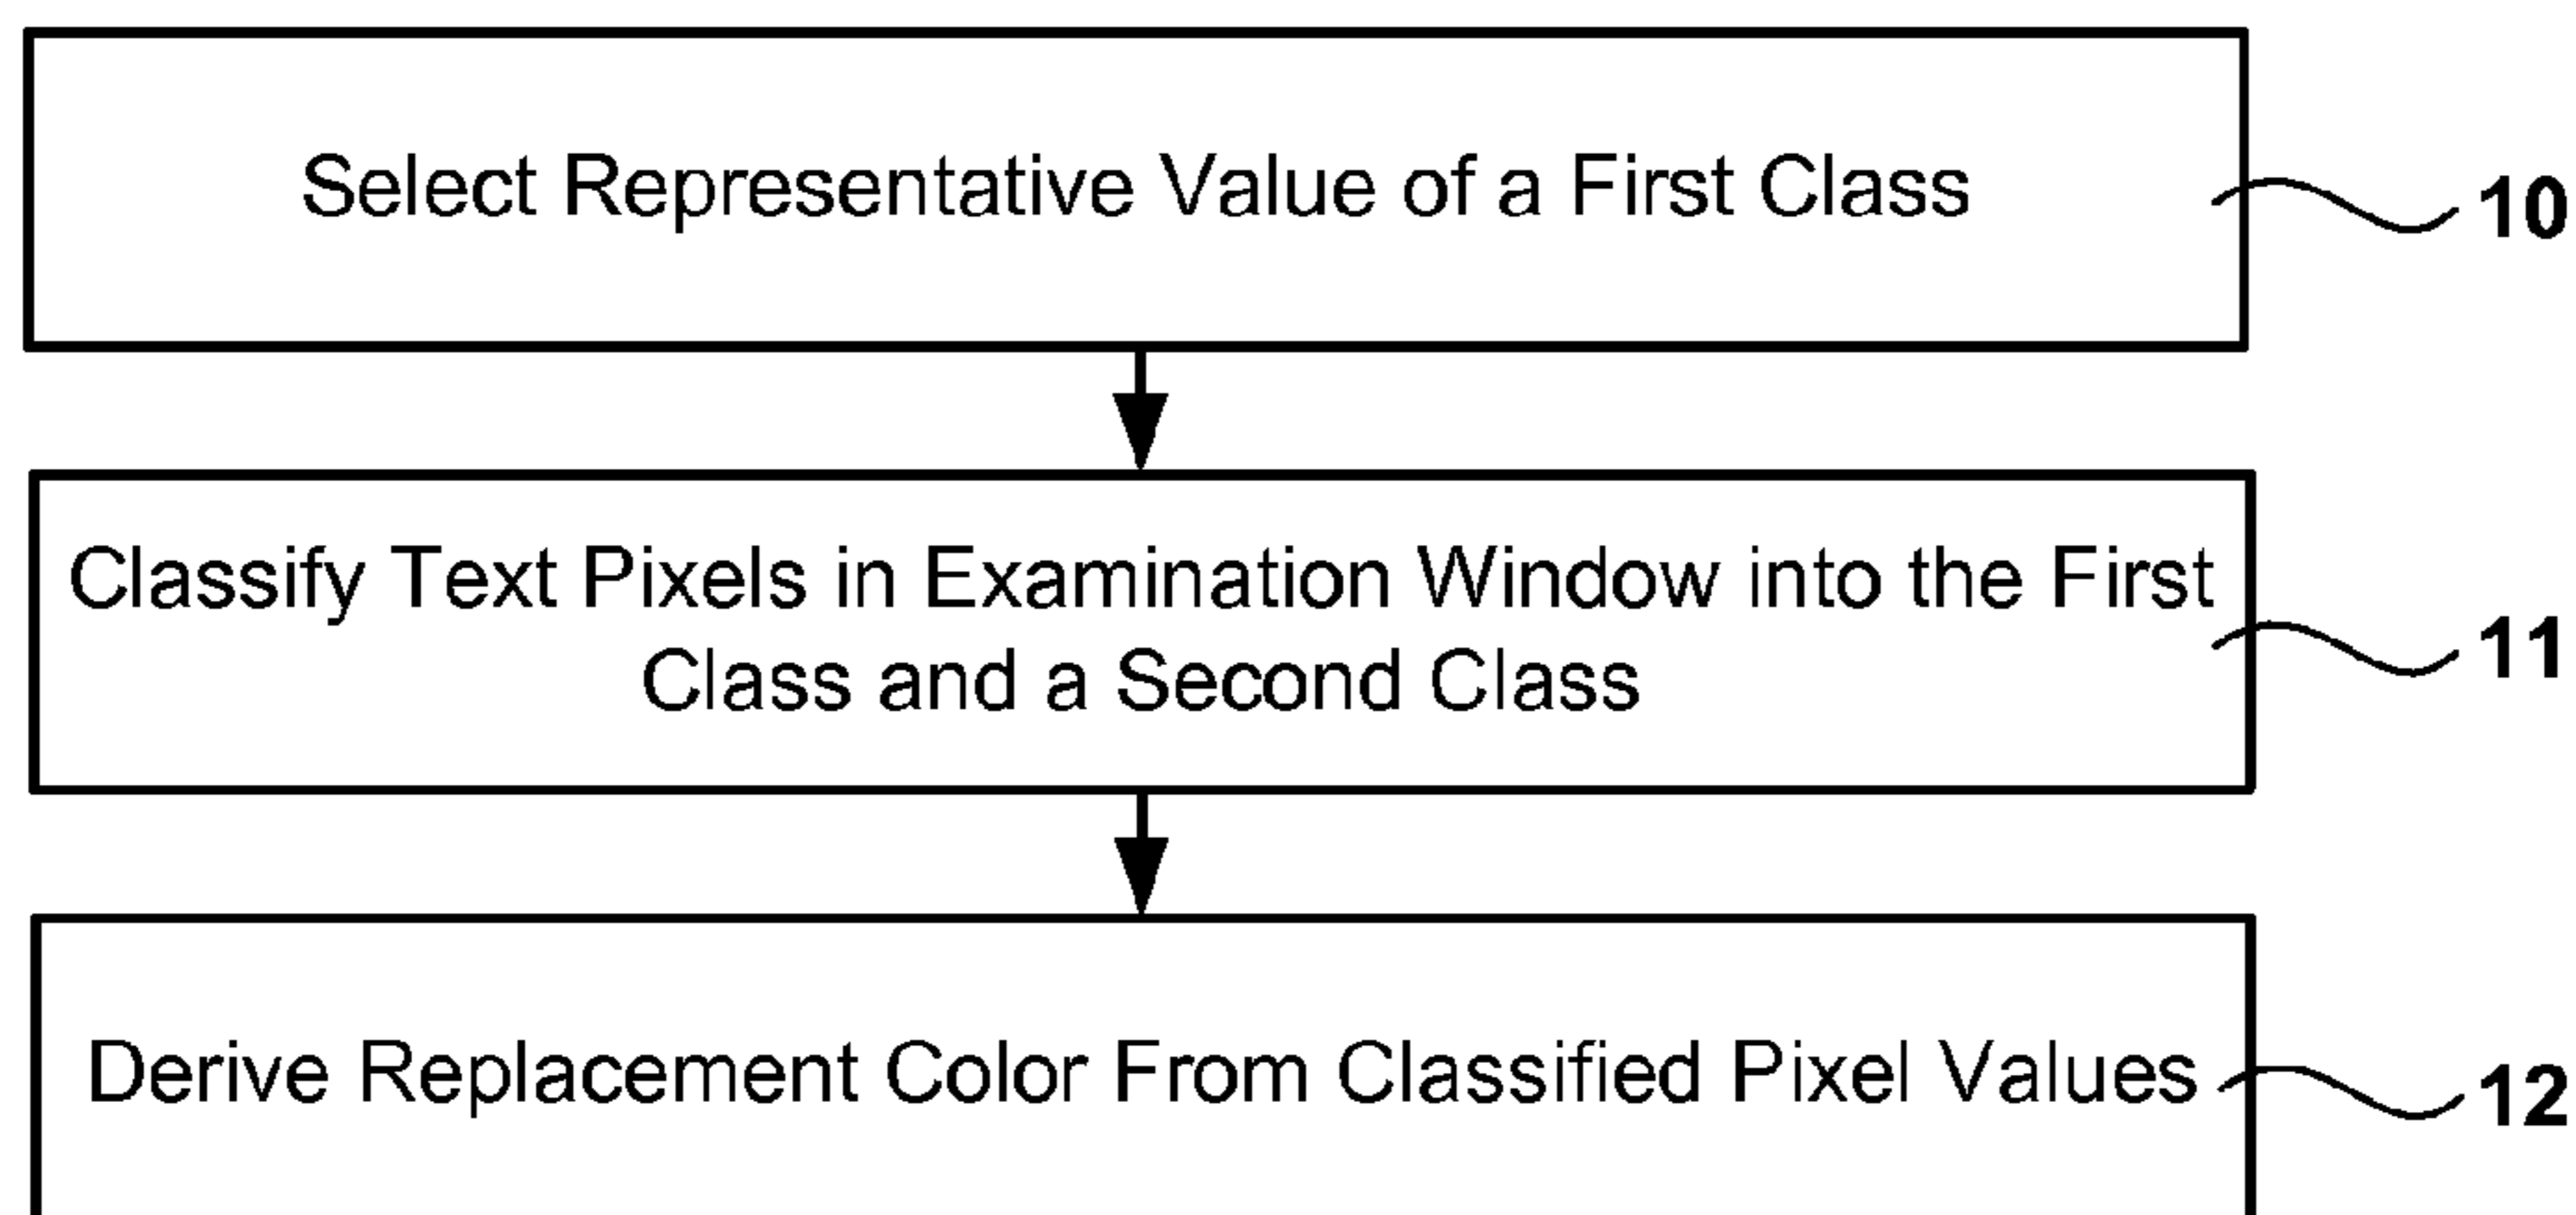 Select Representative Value of a First Class
10
Classify Text Pixels in Examination Window into the First
Class and a Second Class
11
Derive Replacement Color From Classified Pixel Values
12